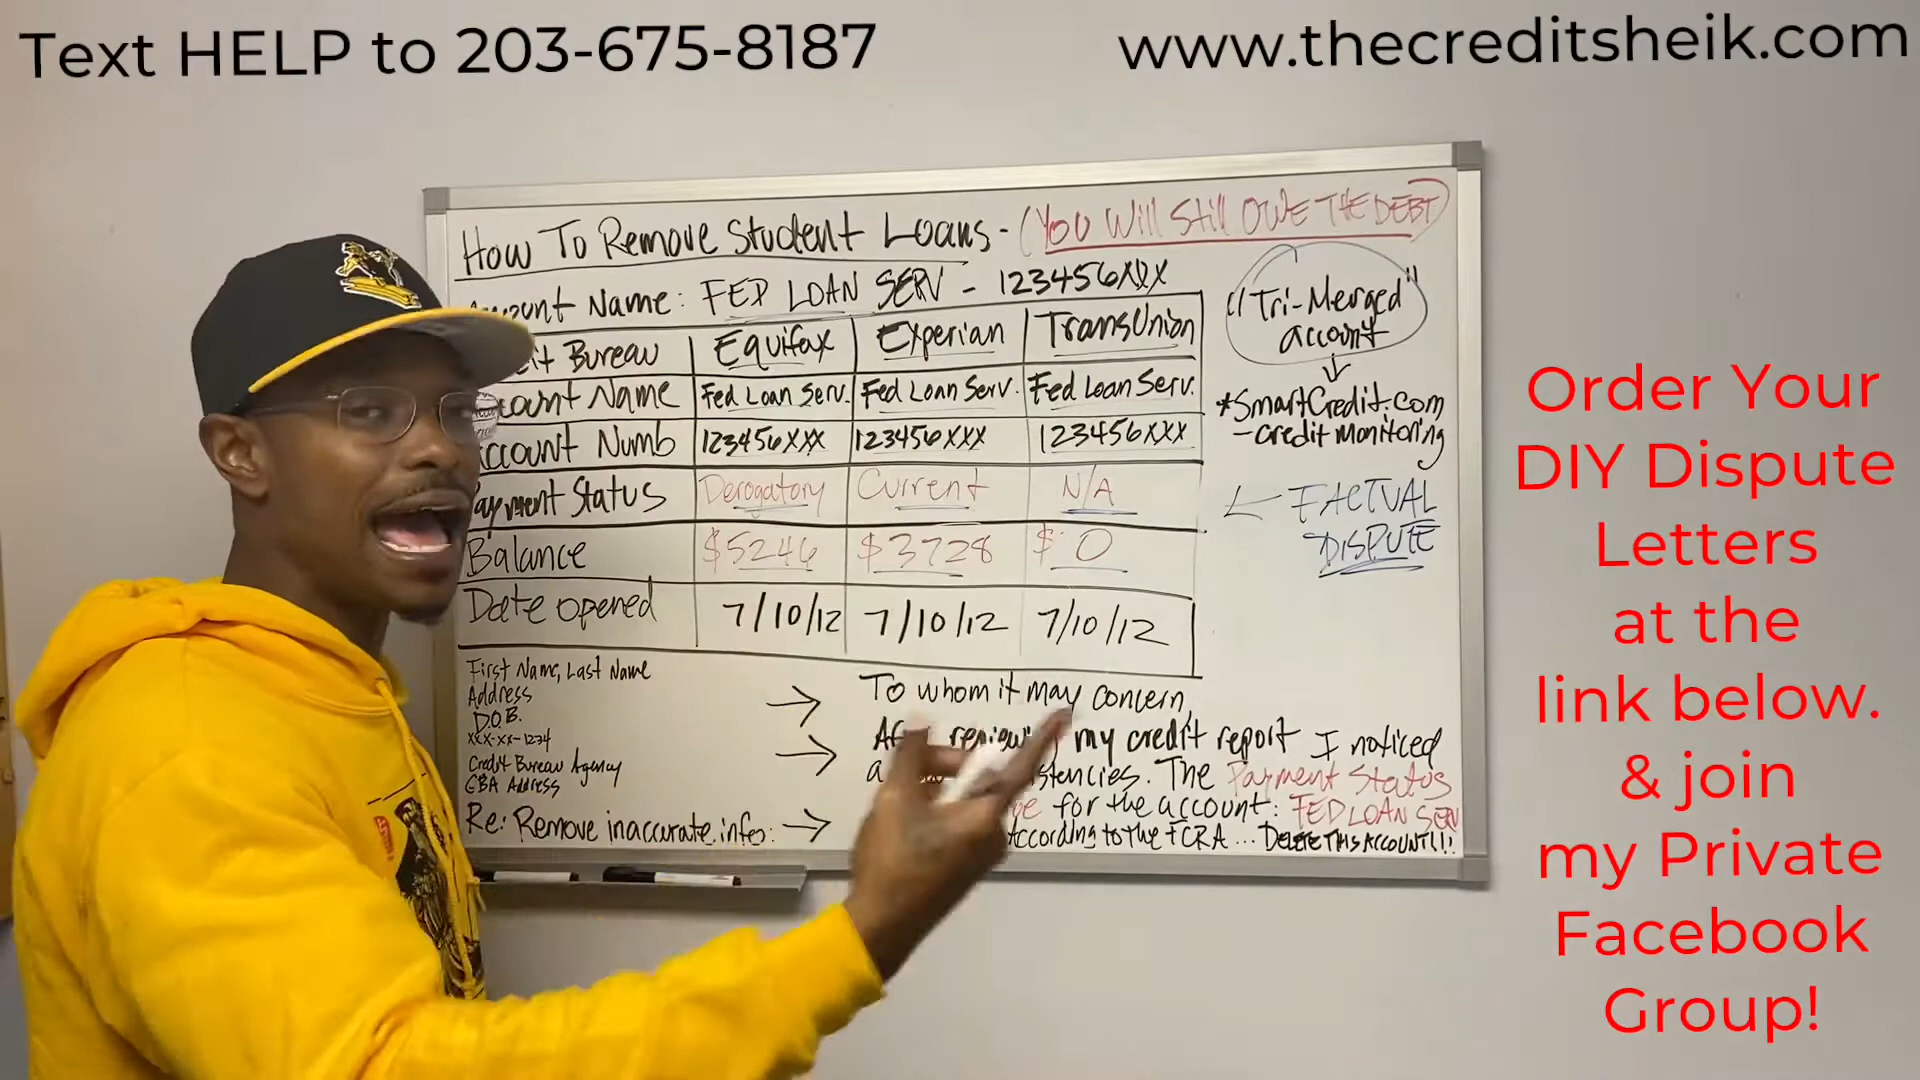 Text HELP to 203-675-8187
www.thecreditsheik.com
How To Remove Student Loans - (You Will Still OWE THE DEBT)
Name: FED LOAN SERV - 123456XXX
Bureau Equifax Experian TransUnion
Name Fed Loan Serv. Fed Loan Serv. Fed Loan Serv.
Numb 123456XXX 123456XXX 123456XXX
Payment Status Derogatory Current N/A
Balance $5246 $3728 $0
Date opened 7/10/12 7/10/12 7/10/12
"Tri-Merged"
account
*SmartCredit.com
- credit monitoring
FACTUAL
DISPUTE
First Name, Last Name
Address
D.O.B.
XXX-XX-1234
Credit Bureau Agency
CBA Address
Re: Remove inaccurate info:
To whom it may concern,
my credit report I noticed
The Payment Status
for the account: FED LOAN SERV
According to the FCRA ... DELETE THIS ACCOUNT!!!
Order Your
DIY Dispute
Letters
at the
link below.
& join
my Private
Facebook
Group!